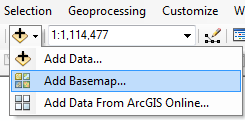 Selection Geoprocessing Customize W
1:1,114,477
Add Data...
Add Basemap...
Add Data From ArcGIS Online...